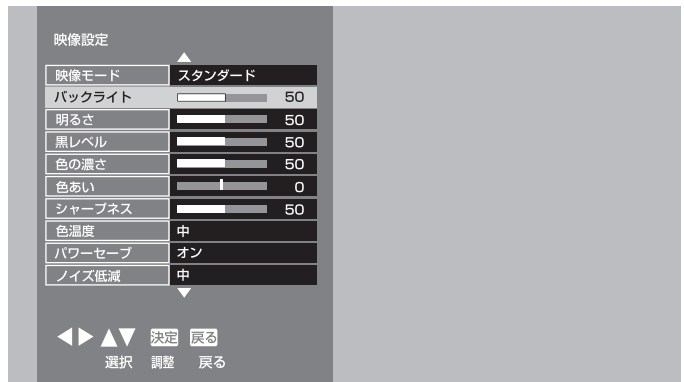 映像設定
映像モード スタンダード
バックライト 50
明るさ 50
黒レベル 50
色の濃さ 50
色あい 0
シャープネス 50
色温度 中
パワーセーブ オン
ノイズ低減 中
決定 戻る
選択 調整 戻る